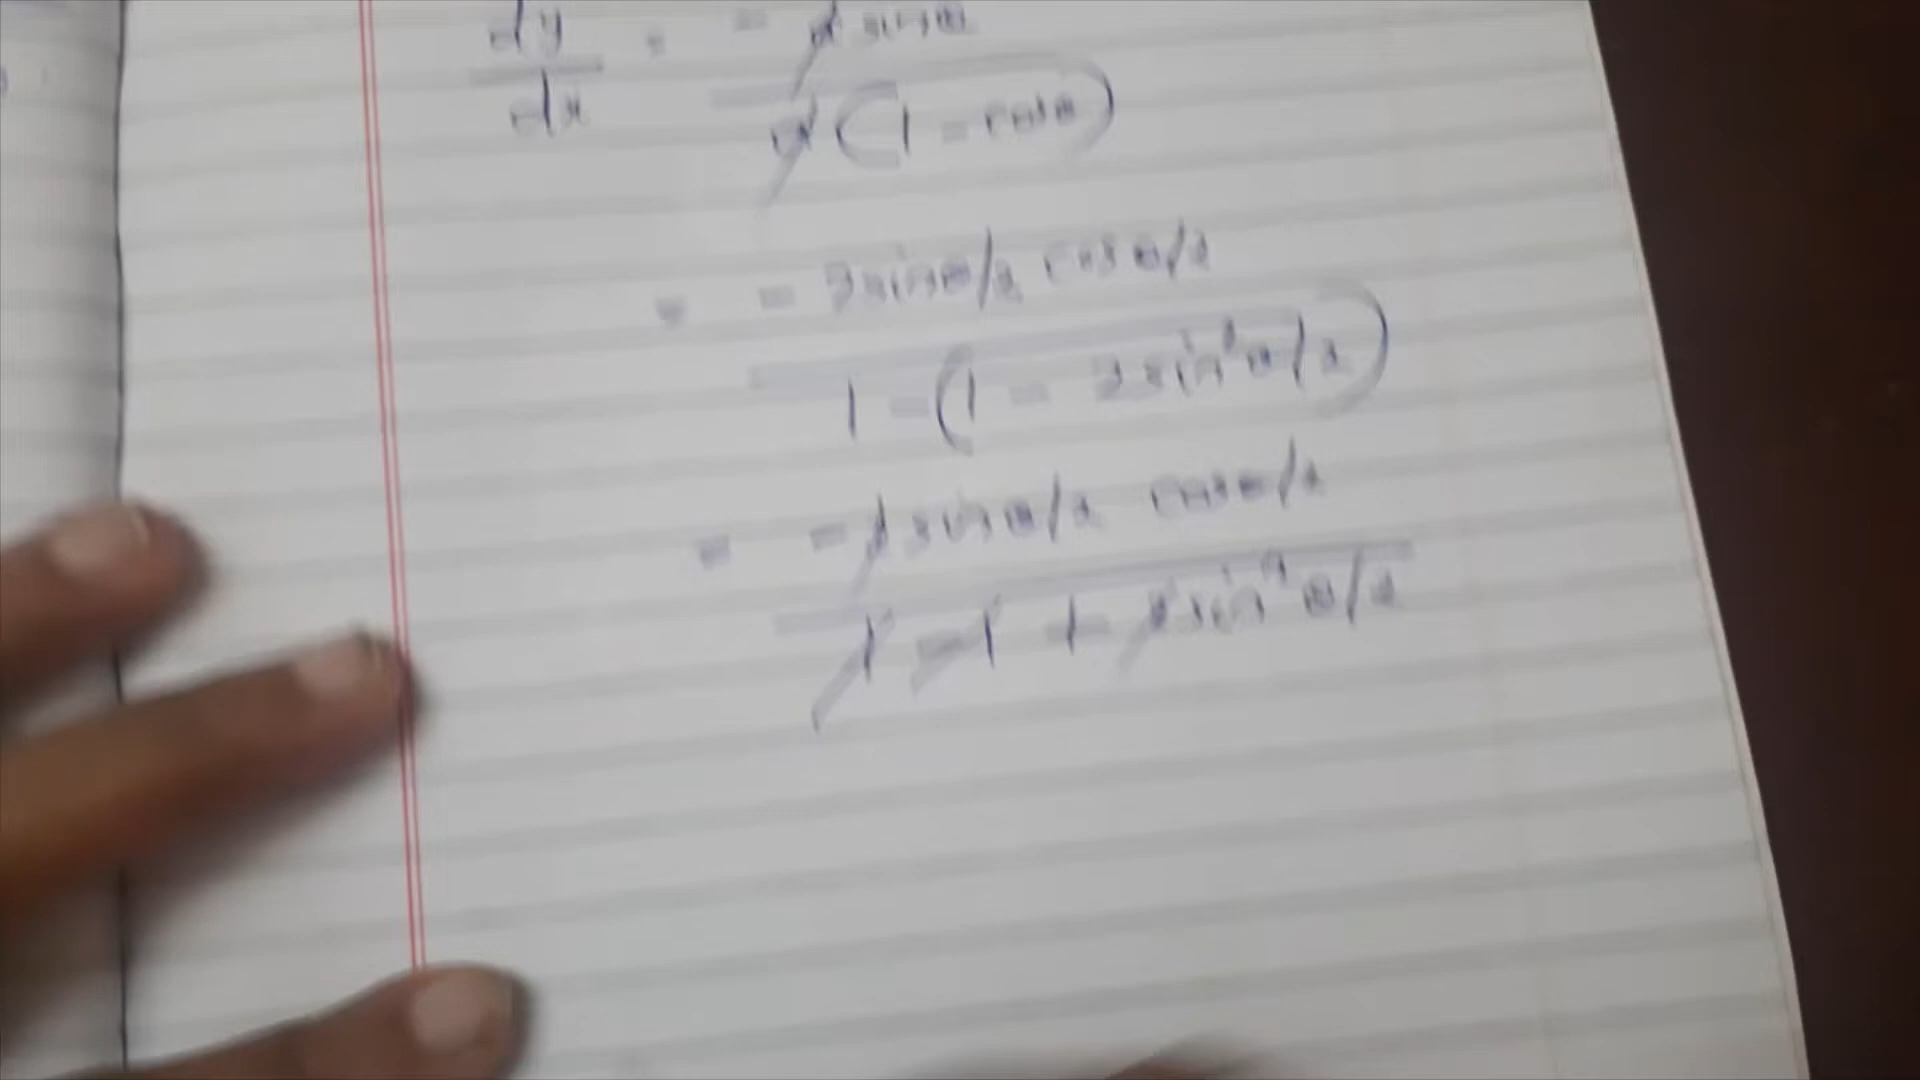 dy/dx = - a sinθ / a(1 - cosθ)
= - 2sinθ/2 cosθ/2 / 1 - (1 - 2sin²θ/2)
= - 2sinθ/2 cosθ/2 / 1 - 1 + 2sin²θ/2